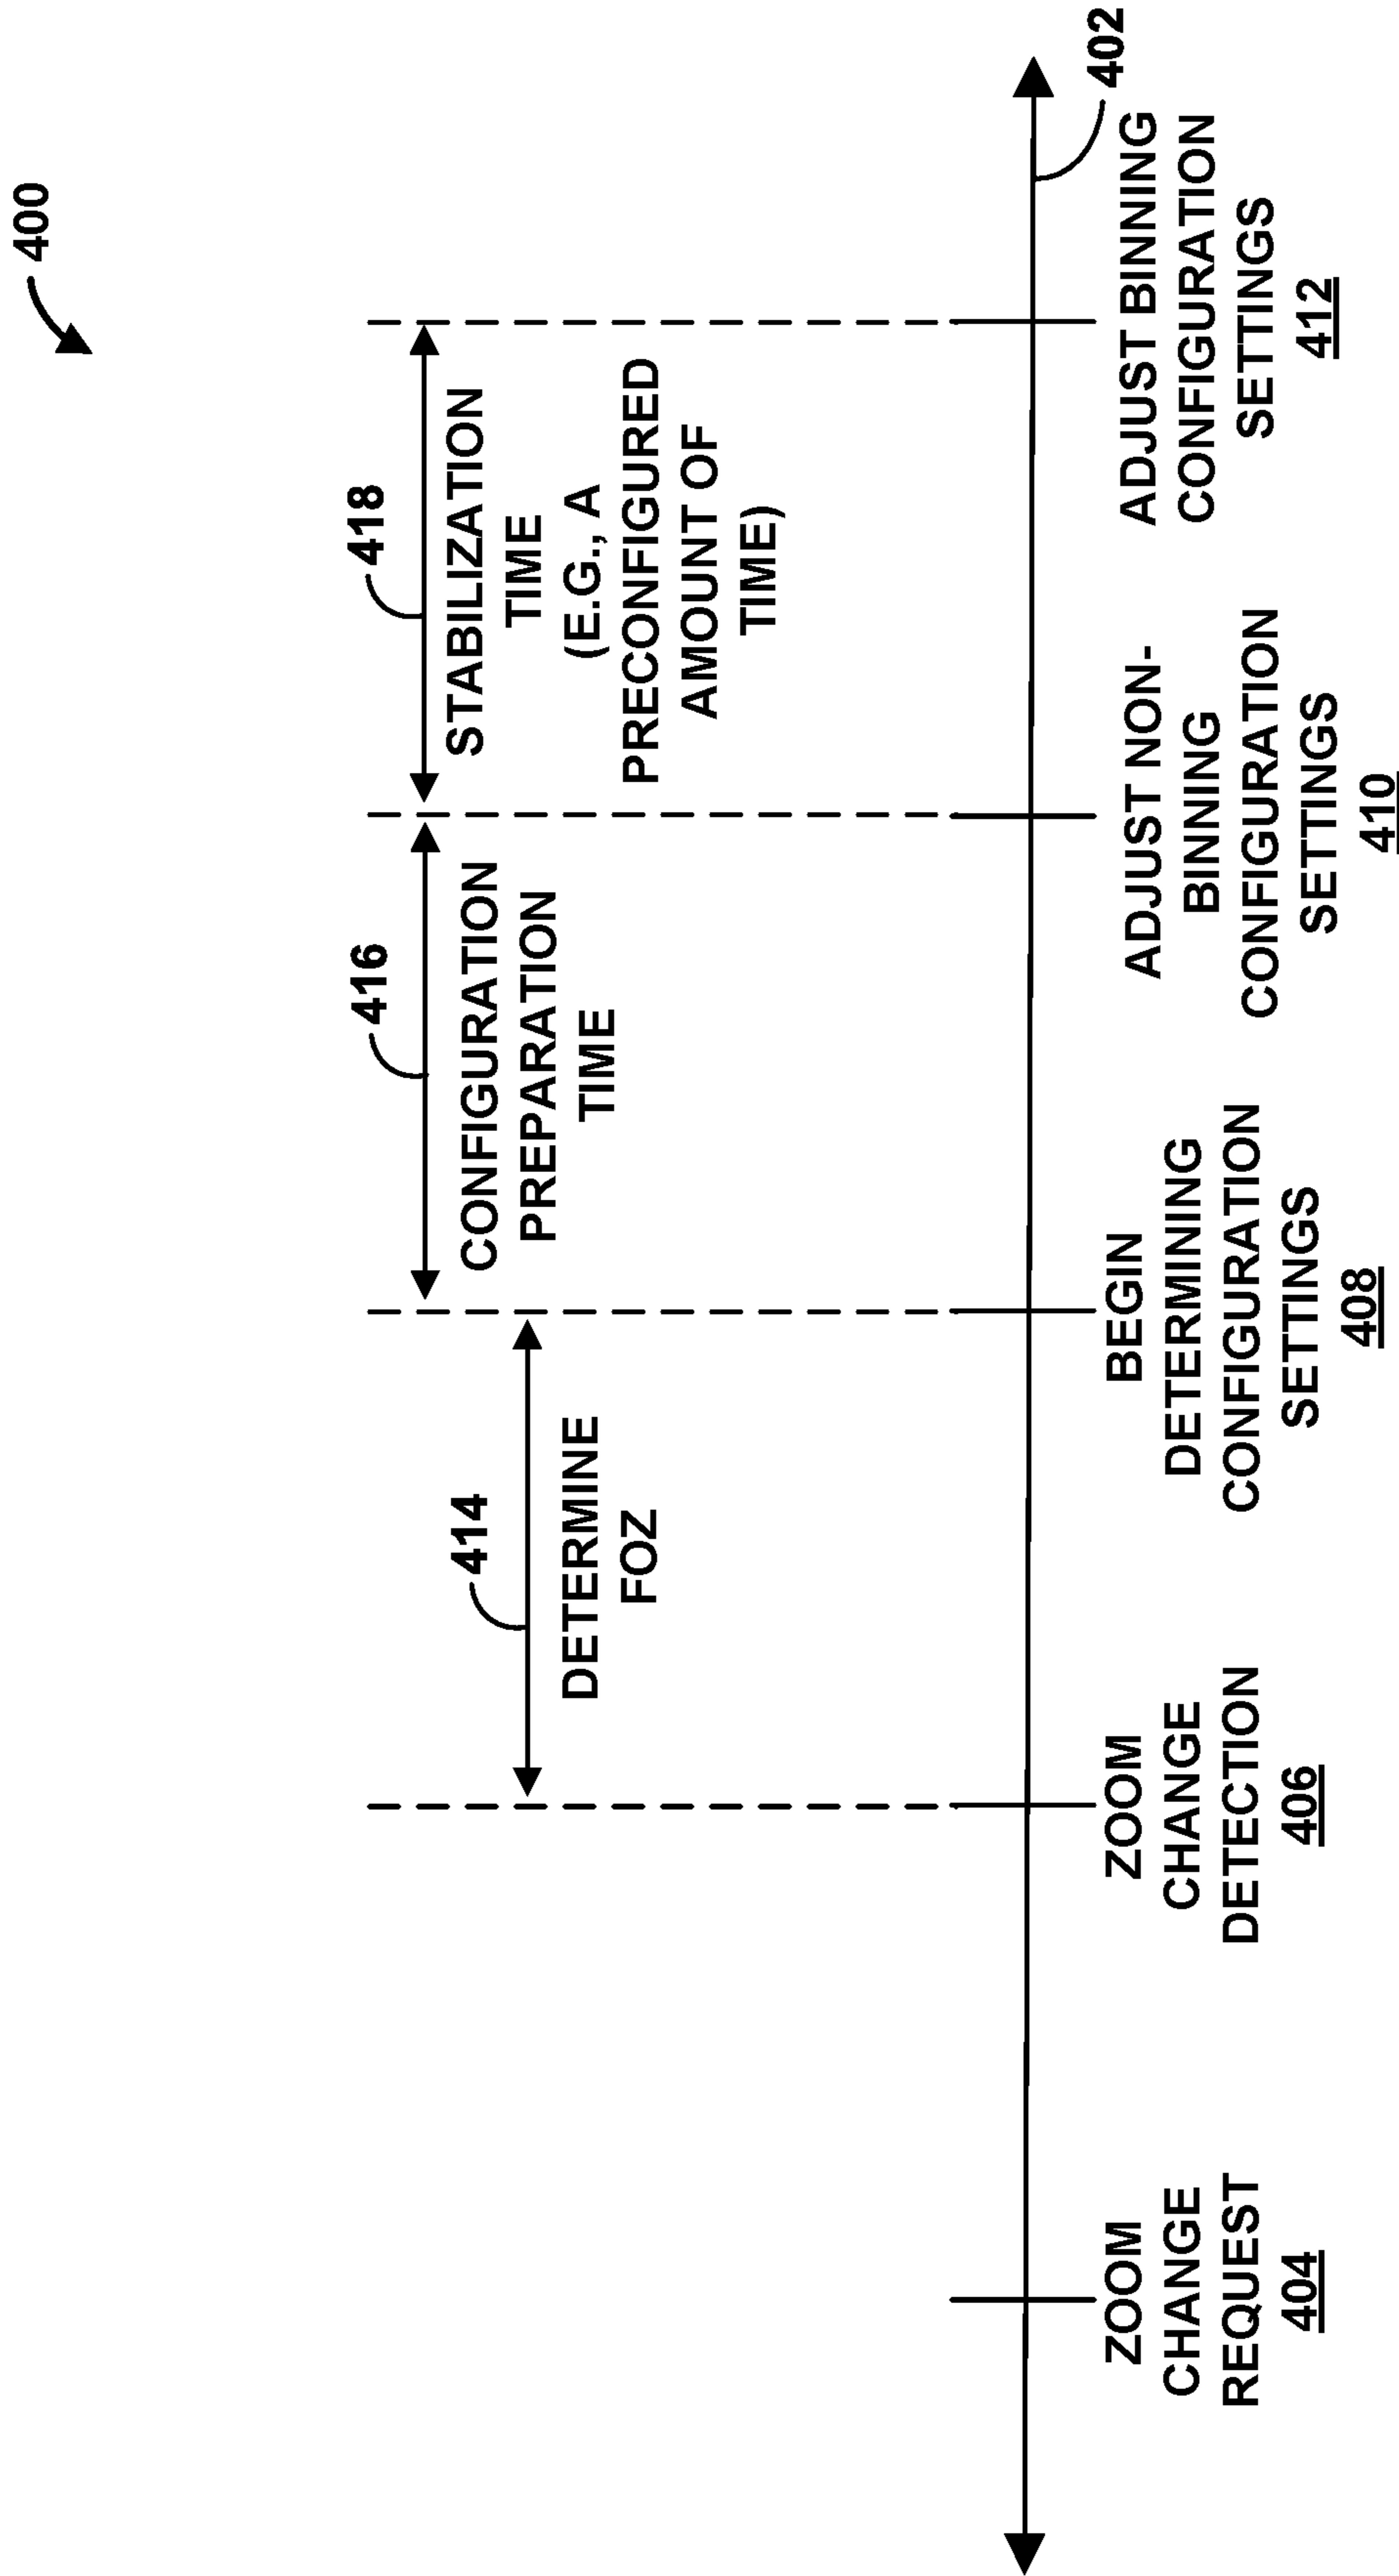 400
418
STABILIZATION
TIME
(E.G., A
PRECONFIGURED
AMOUNT OF
TIME)
416
CONFIGURATION
PREPARATION
TIME
414
DETERMINE
FOZ
402
ZOOM
CHANGE
REQUEST
404
ZOOM
CHANGE
DETECTION
406
BEGIN
DETERMINING
CONFIGURATION
SETTINGS
408
ADJUST NON-
BINNING
CONFIGURATION
SETTINGS
410
ADJUST BINNING
CONFIGURATION
SETTINGS
412